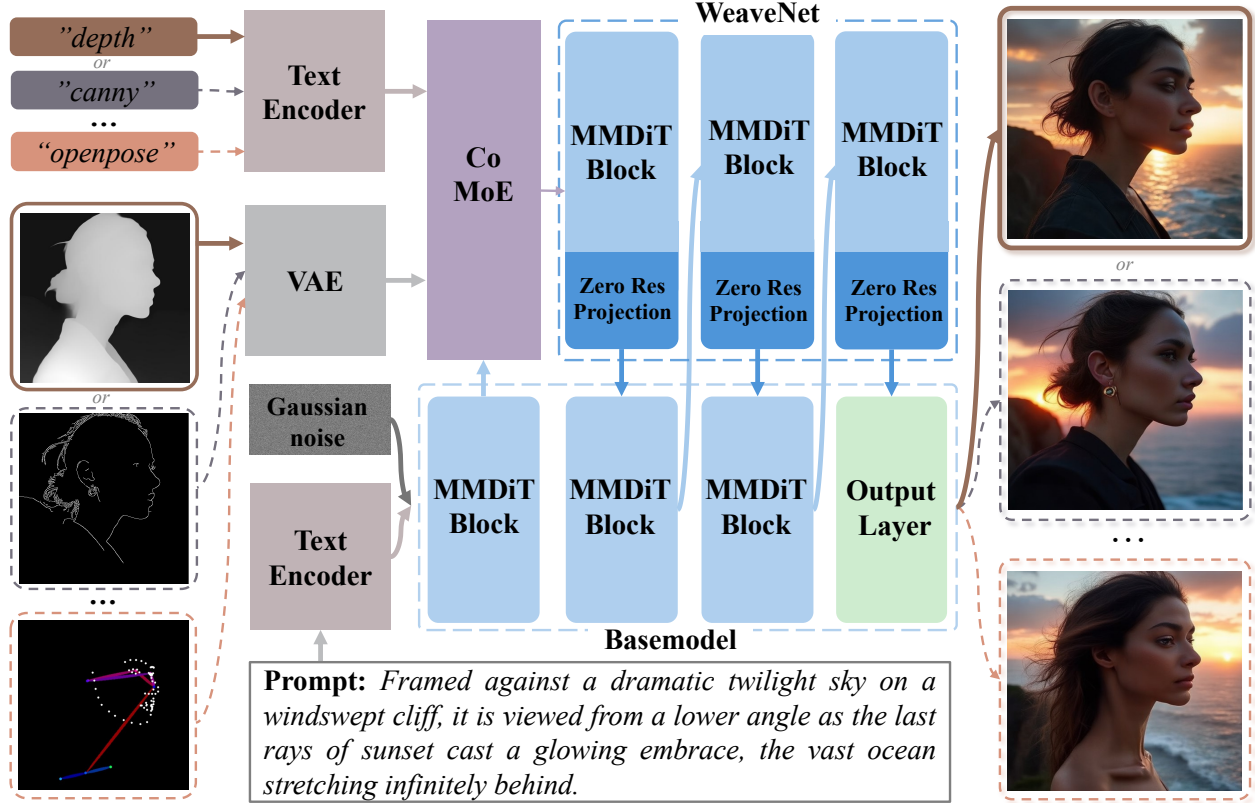 WeaveNet
"depth"
or
"canny"
...
"openpose"
Text
Encoder
Co
MoE
MMDiT
Block
MMDiT
Block
MMDiT
Block
VAE
Zero Res
Projection
Zero Res
Projection
Zero Res
Projection
or
or
Gaussian
noise
MMDiT
Block
MMDiT
Block
MMDiT
Block
Output
Layer
Text
Encoder
...
...
Basemodel
Prompt: Framed against a dramatic twilight sky on a
windswept cliff, it is viewed from a lower angle as the last
rays of sunset cast a glowing embrace, the vast ocean
stretching infinitely behind.